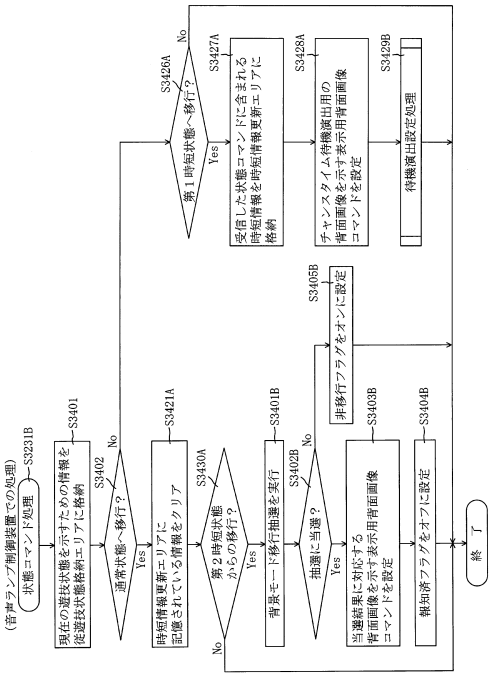 (音声ランプ制御装置での処理)
状態コマンド処理
S3231B
現在の遊技状態を示すための情報を
従遊技状態格納エリアに格納
S3401
通常状態へ移行?
S3402
No
Yes
時短情報更新エリアに
記憶されている情報をクリア
S3421A
第2時短状態
からの移行?
S3430A
No
Yes
背景モード移行抽選を実行
S3401B
抽選に当選?
S3402B
No
Yes
当選結果に対応する
背面画像を示す表示用背面画像
コマンドを設定
S3403B
報知済フラグをオフに設定
S3404B
非移行フラグをオンに設定
S3405B
第1時短状態へ移行?
S3426A
No
Yes
受信した状態コマンドに含まれる
時短情報を時短情報更新エリアに
格納
S3427A
チャンスタイム待機演出用の
背面画像を示す表示用背面画像
コマンドを設定
S3428A
待機演出設定処理
S3429B
終了